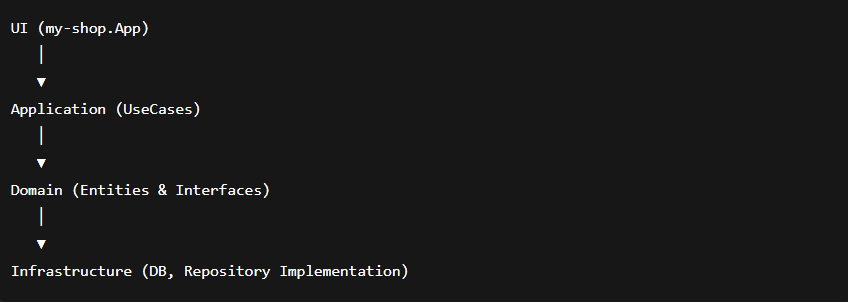 UI (my-shop.App)
│
▼
Application (UseCases)
│
▼
Domain (Entities & Interfaces)
│
▼
Infrastructure (DB, Repository Implementation)